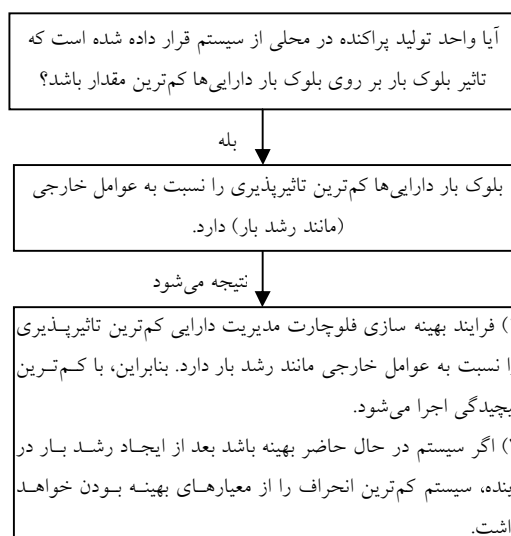 آیا واحد تولید پراکنده در محلی از سیستم قرار داده شده است که
تاثیر بلوک بار بر روی بلوک بار دارایی‌ها کم‌ترین مقدار باشد؟
بله
بلوک بار دارایی‌ها کم‌ترین تاثیرپذیری را نسبت به عوامل خارجی
(مانند رشد بار) دارد.
نتیجه می‌شود
) فرایند بهینه سازی فلوچارت مدیریت دارایی کم‌ترین تاثیرپذیری
نسبت به عوامل خارجی مانند رشد بار دارد. بنابراین، با کم‌ترین
اجرا می‌شود.
) اگر سیستم در حال حاضر بهینه باشد بعد از ایجاد رشد بار در
سیستم کم‌ترین انحراف را از معیارهای بهینه بودن خواهد